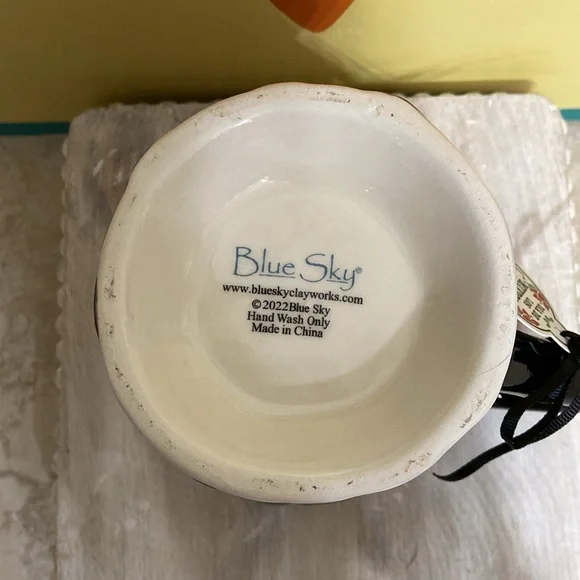 Blue Sky®
www.blueskyclayworks.com
©2022Blue Sky
Hand Wash Only
Made in China